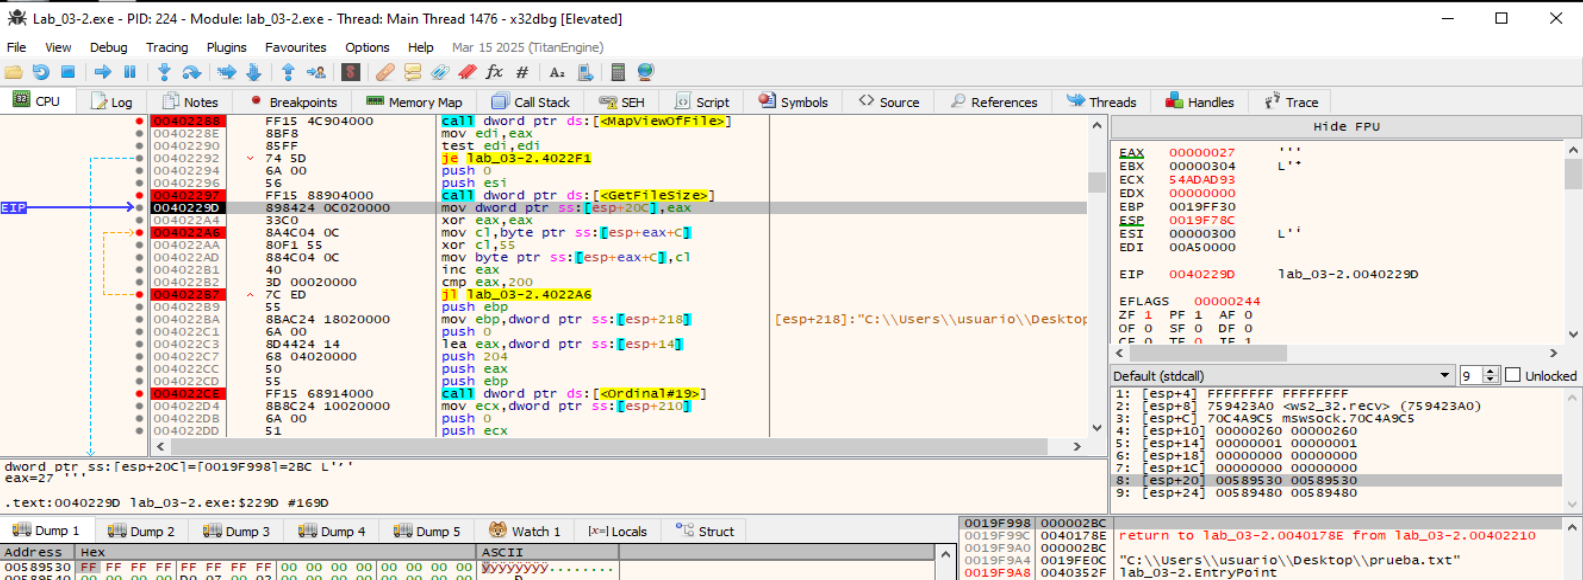 Lab_03-2.exe - PID: 224 - Module: lab_03-2.exe - Thread: Main Thread 1476 - x32dbg [Elevated]
File View Debug Tracing Plugins Favourites Options Help Mar 15 2025 (TitanEngine)
CPU Log Notes Breakpoints Memory Map Call Stack SEH Script Symbols Source References Threads Handles Trace
00402288 FF15 4C904000 call dword ptr ds:[<MapViewOfFile>]
0040228E 8BF8 mov edi,eax
00402290 85FF test edi,edi
00402292 74 5D je lab_03-2.4022F1
00402294 6A 00 push 0
00402296 56 push esi
00402297 FF15 88904000 call dword ptr ds:[<GetFileSize>]
EIP 0040229D 898424 0C020000 mov dword ptr ss:[esp+20C],eax
004022A4 33C0 xor eax,eax
004022A6 8A4C04 0C mov cl,byte ptr ss:[esp+eax+C]
004022AA 80F1 55 xor cl,55
004022AD 884C04 0C mov byte ptr ss:[esp+eax+C],cl
004022B1 40 inc eax
004022B2 3D 00020000 cmp eax,200
004022B7 7C ED jl lab_03-2.4022A6
004022B9 55 push ebp
004022BA 8BAC24 18020000 mov ebp,dword ptr ss:[esp+218] [esp+218]:"C:\\Users\\usuario\\Desktop
004022C1 6A 00 push 0
004022C3 8D4424 14 lea eax,dword ptr ss:[esp+14]
004022C7 68 04020000 push 204
004022CC 50 push eax
004022CD 55 push ebp
004022CE FF15 68914000 call dword ptr ds:[<Ordinal#19>]
004022D4 8B8C24 10020000 mov ecx,dword ptr ss:[esp+210]
004022DB 6A 00 push 0
004022DD 51 push ecx
Hide FPU
EAX 00000027 '''
EBX 00000304 L'
ECX 54ADAD93
EDX 00000000
EBP 0019FF30
ESP 0019F78C
ESI 00000300 L'
EDI 00A50000
EIP 0040229D lab_03-2.0040229D
EFLAGS 00000244
ZF 1 PF 1 AF 0
OF 0 SF 0 DF 0
CF 0 TF 0 IF 1
Default (stdcall) 9 Unlocked
1: [esp+4] FFFFFFFF FFFFFFFF
2: [esp+8] 759423A0 <ws2_32.recv> (759423A0)
3: [esp+C] 70C4A9C5 mswsock.70C4A9C5
4: [esp+10] 00000260 00000260
5: [esp+14] 00000001 00000001
6: [esp+18] 00000000 00000000
7: [esp+1C] 00000000 00000000
8: [esp+20] 00589530 00589530
9: [esp+24] 00589480 00589480
dword ptr ss:[esp+20C]=[0019F998]=2BC L'ʼ'
eax=27 '''
.text:0040229D lab_03-2.exe:$229D #169D
Dump 1 Dump 2 Dump 3 Dump 4 Dump 5 Watch 1 [x=] Locals Struct
Address Hex ASCII
00589530 FF FF FF FF FF FF FF FF 00 00 00 00 00 00 00 00 ÿÿÿÿÿÿÿÿ........
0019F998 000002BC
0019F99C 0040178E return to lab_03-2.0040178E from lab_03-2.00402210
0019F9A0 000002BC
0019F9A4 0019FE0C "C:\\Users\\usuario\\Desktop\\prueba.txt"
0019F9A8 0040352F lab_03-2.EntryPoint